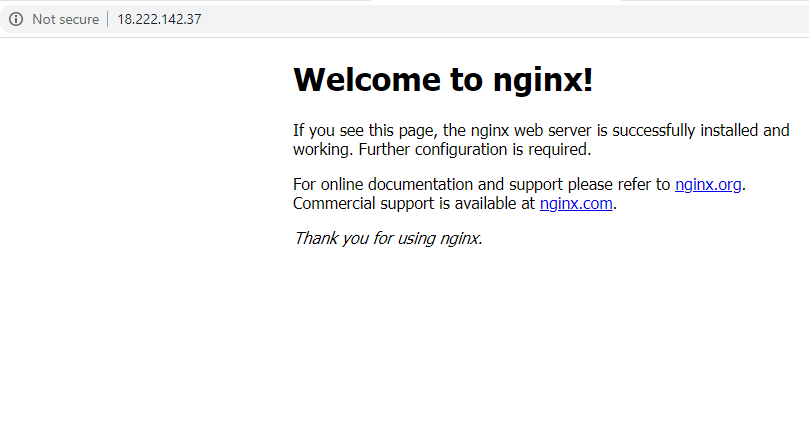 Not secure 18.222.142.37
Welcome to nginx!
If you see this page, the nginx web server is successfully installed and
working. Further configuration is required.
For online documentation and support please refer to nginx.org.
Commercial support is available at nginx.com.
Thank you for using nginx.